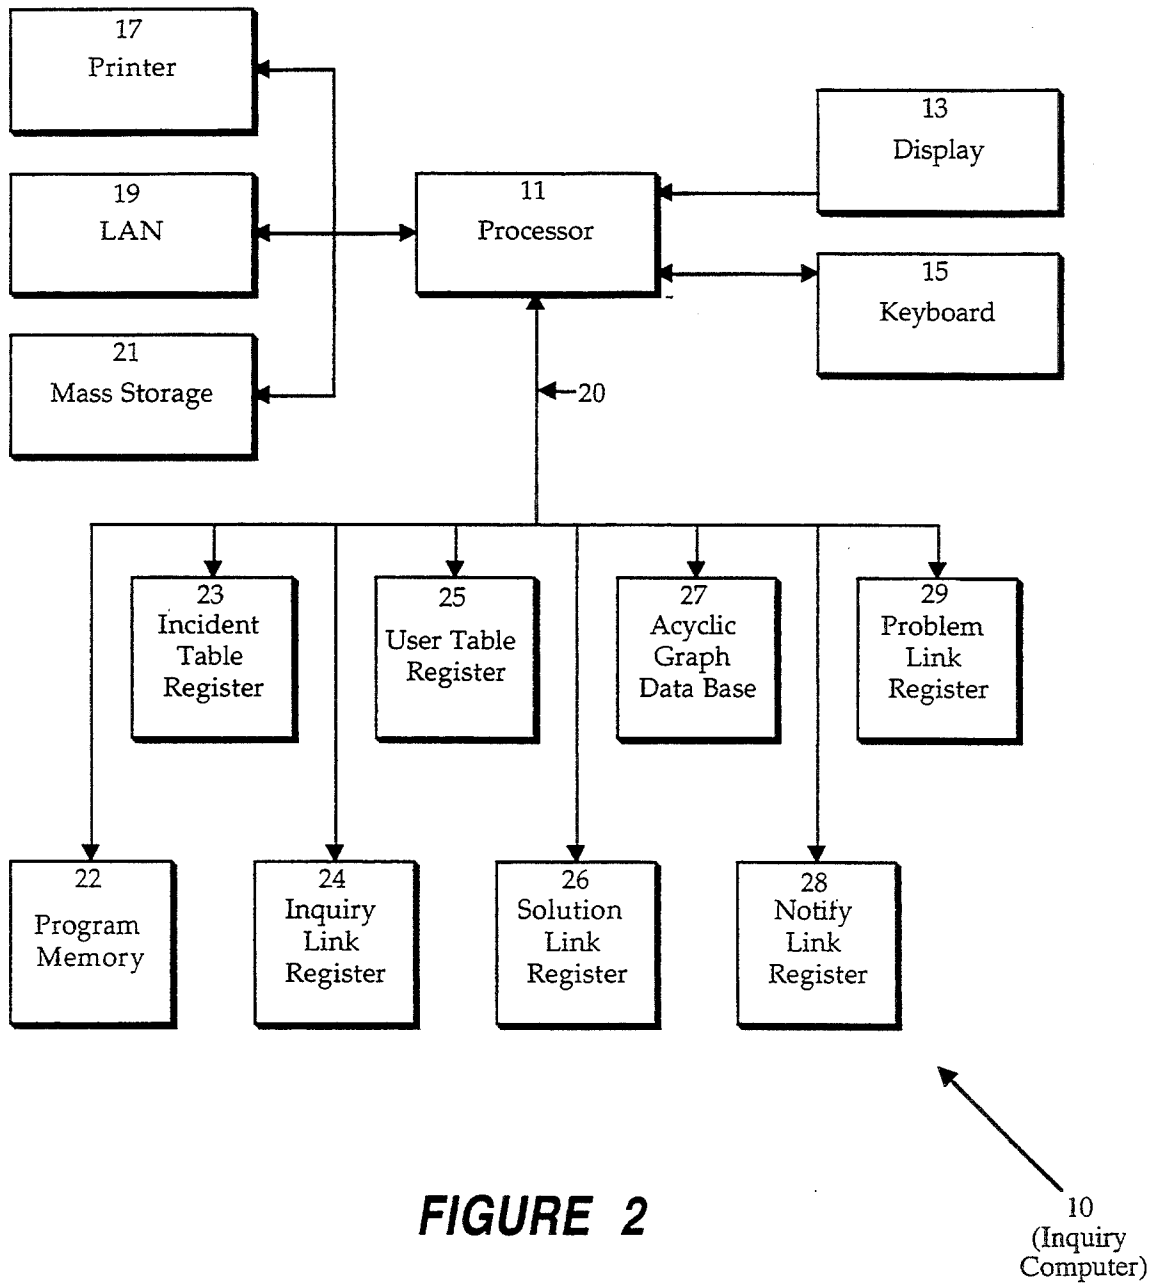 17
Printer
13
Display
19
LAN
11
Processor
15
Keyboard
21
Mass Storage
20
23
Incident
Table
Register
25
User Table
Register
27
Acyclic
Graph
Data Base
29
Problem
Link
Register
22
Program
Memory
24
Inquiry
Link
Register
26
Solution
Link
Register
28
Notify
Link
Register
FIGURE 2
10
(Inquiry
Computer)